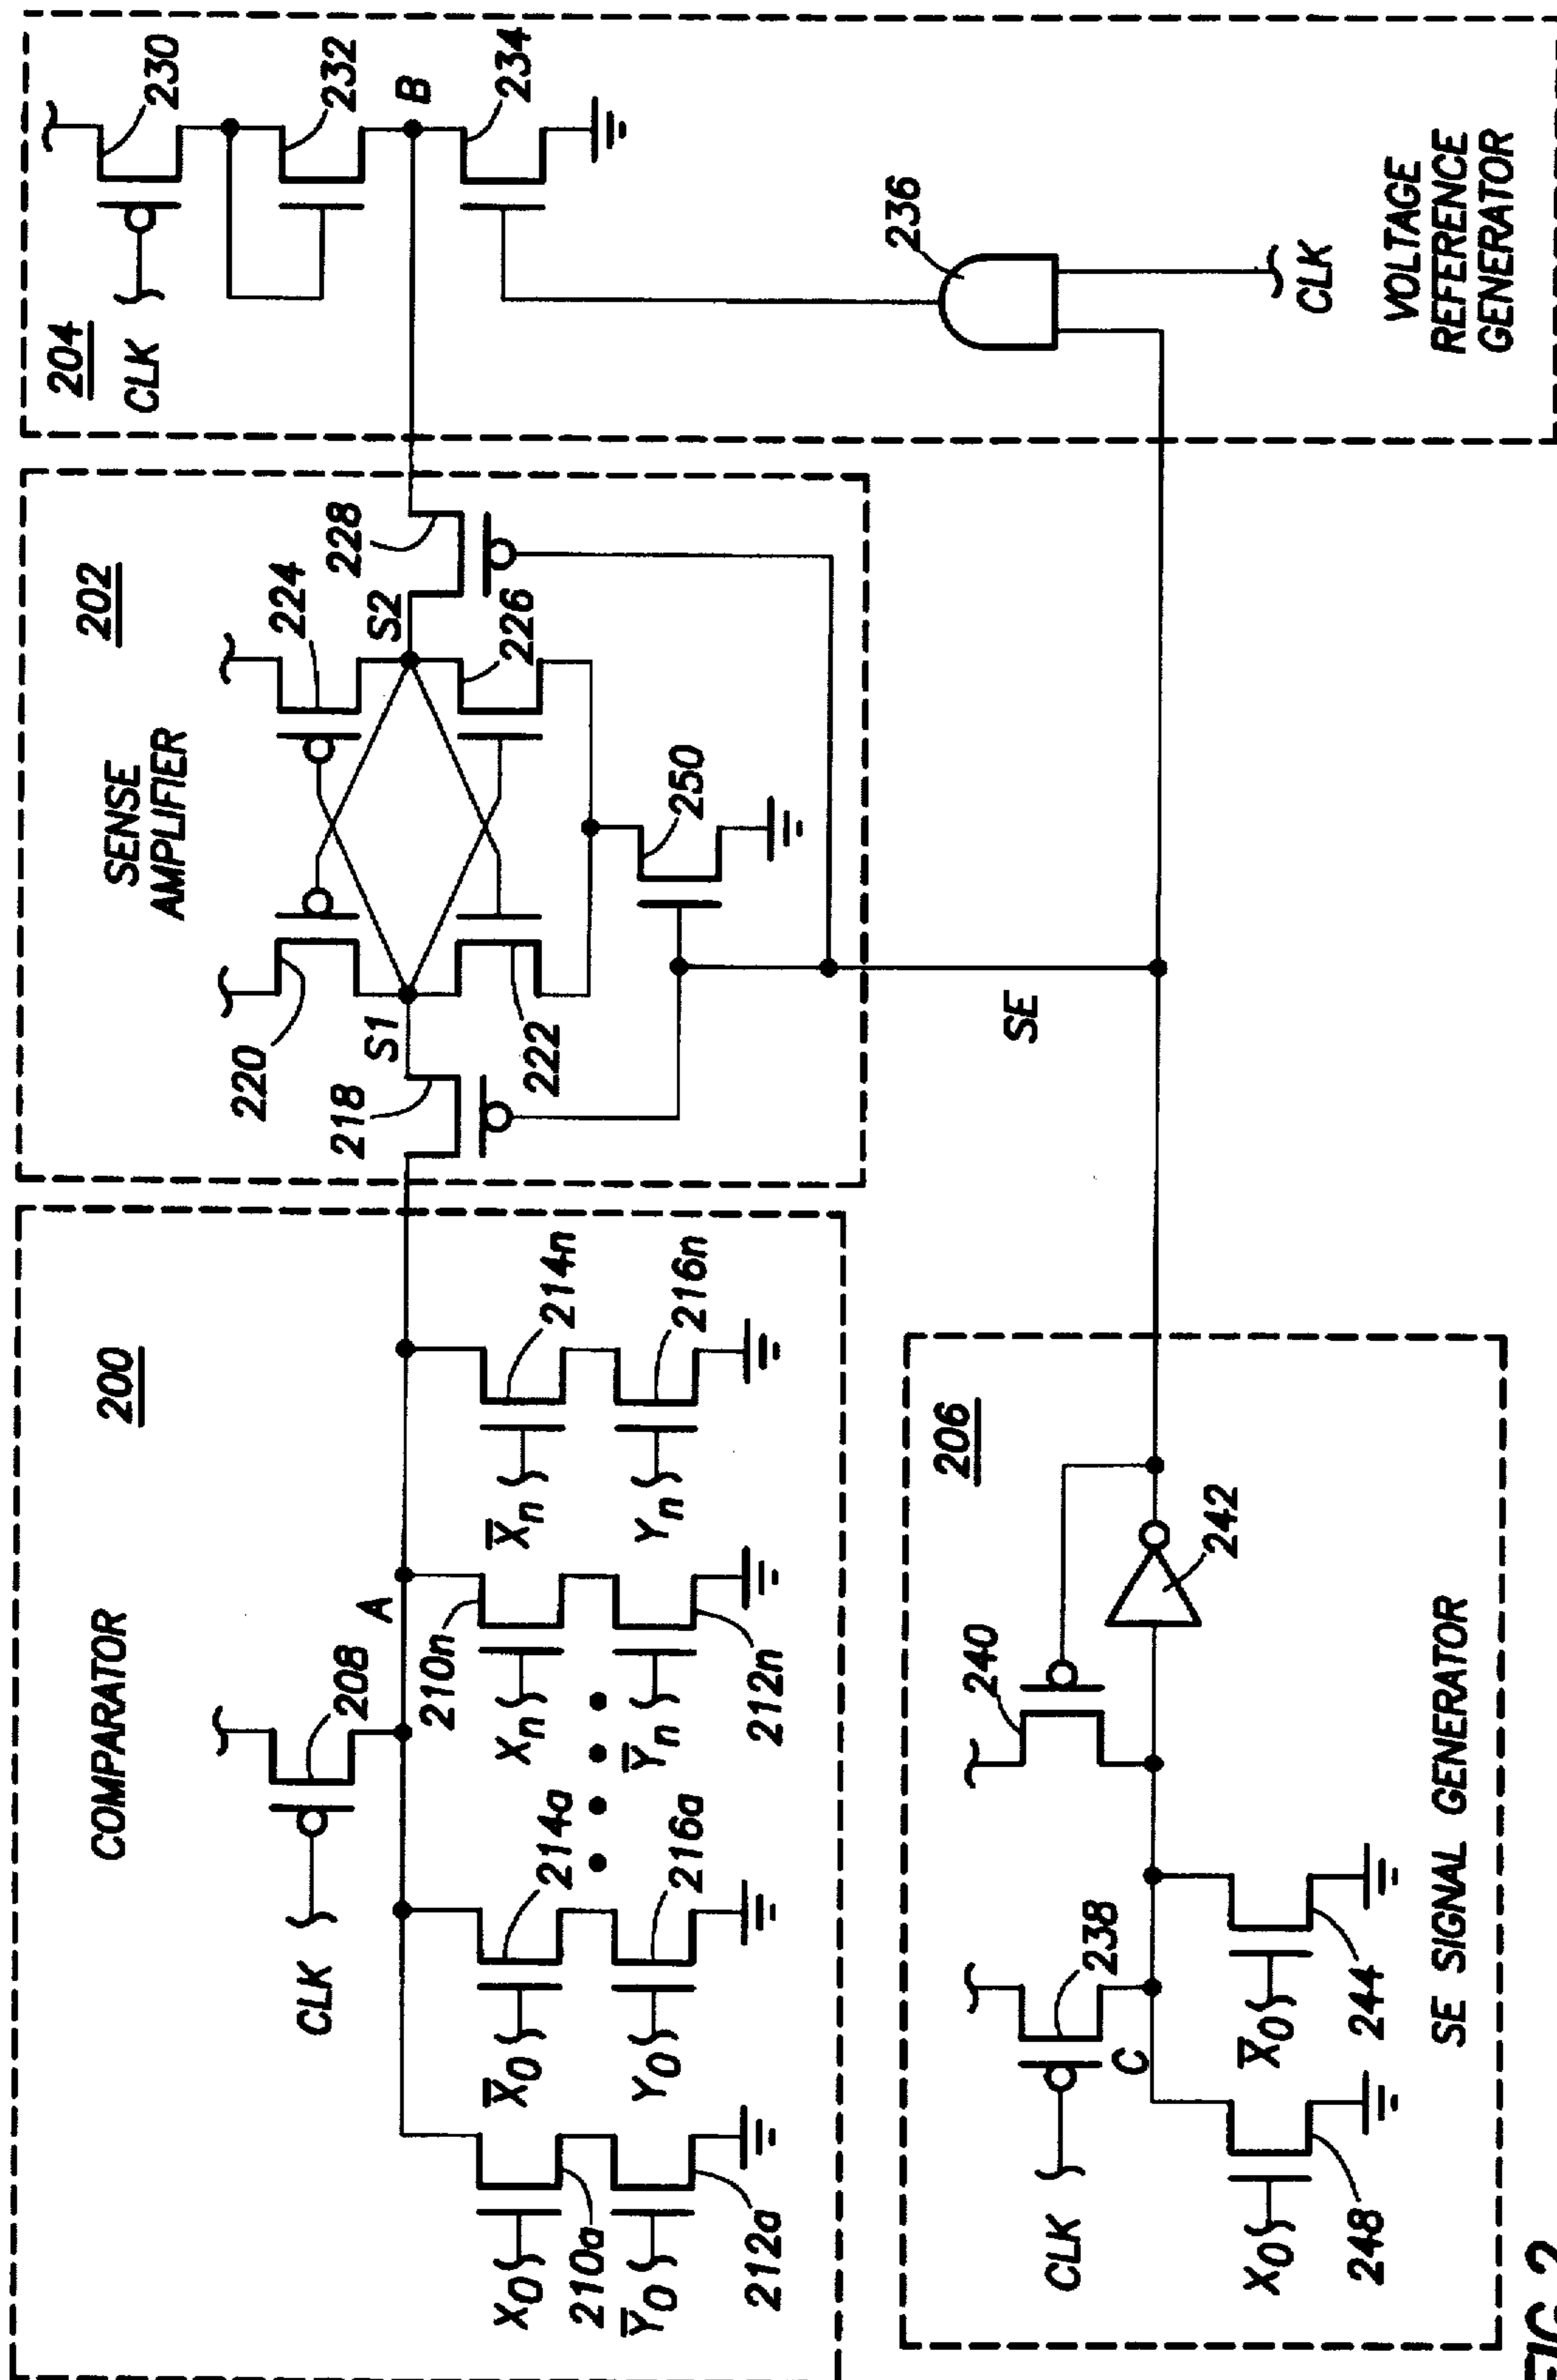 COMPARATOR
200
CLK
208
A
X0
210a
Y̅0
212a
X̅0
214a
Y0
216a
Xn
210n
Y̅n
212n
X̅n
214n
Yn
216n
SENSE
AMPLIFIER
202
220
224
S1
S2
218
222
226
228
250
204
CLK
230
232
B
234
236
CLK
VOLTAGE
REFERENCE
GENERATOR
SE
206
CLK
238
C
240
242
X0
248
X̅0
244
SE SIGNAL GENERATOR
FIG. 2